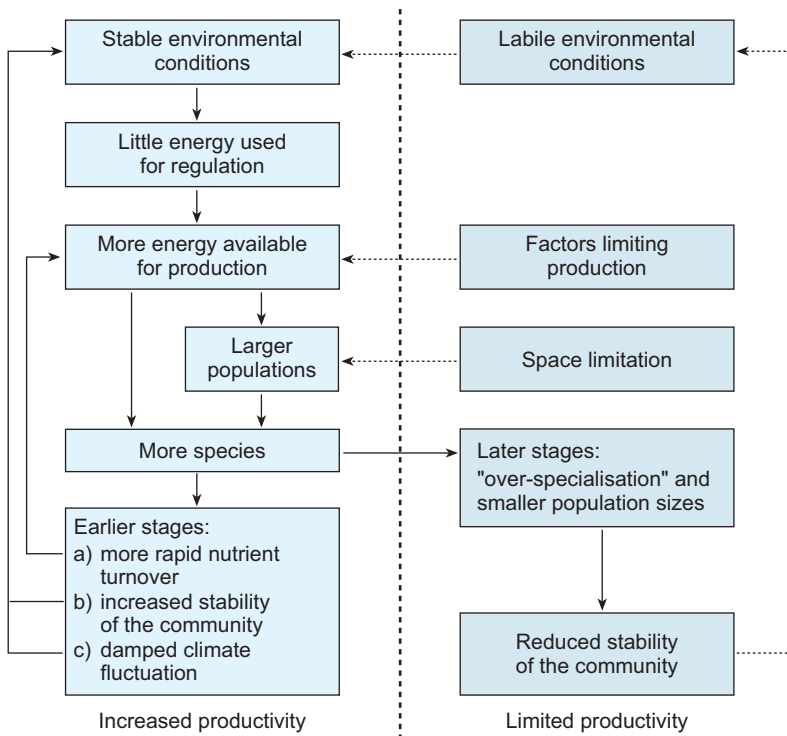 Stable environmental
conditions
Labile environmental
conditions
Little energy used
for regulation
More energy available
for production
Factors limiting
production
Larger
populations
Space limitation
More species
Later stages:
"over-specialisation" and
smaller population sizes
Earlier stages:
a) more rapid nutrient
turnover
b) increased stability
of the community
c) damped climate
fluctuation
Reduced stability
of the community
Increased productivity
Limited productivity